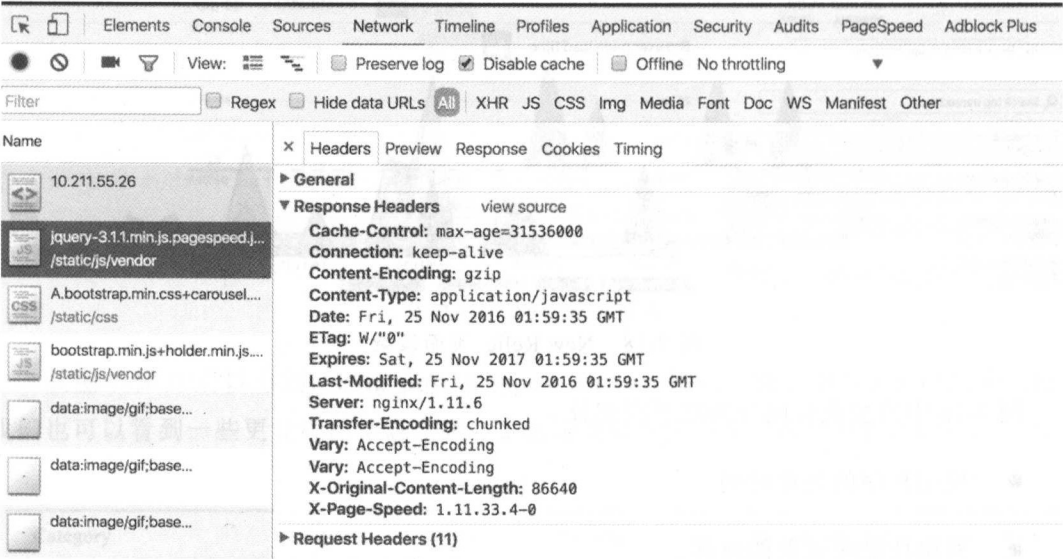 Elements Console Sources Network Timeline Profiles Application Security Audits PageSpeed Adblock Plus
View: Preserve log Disable cache Offline No throttling
Filter Regex Hide data URLs All XHR JS CSS Img Media Font Doc WS Manifest Other
Name
× Headers Preview Response Cookies Timing
10.211.55.26
General
Response Headers view source
jquery-3.1.1.min.js.pagespeed.j...
/static/js/vendor
Cache-Control: max-age=31536000
Connection: keep-alive
Content-Encoding: gzip
Content-Type: application/javascript
A.bootstrap.min.css+carousel....
/static/css
Date: Fri, 25 Nov 2016 01:59:35 GMT
ETag: W/"0"
Expires: Sat, 25 Nov 2017 01:59:35 GMT
bootstrap.min.js+holder.min.js....
/static/js/vendor
Last-Modified: Fri, 25 Nov 2016 01:59:35 GMT
Server: nginx/1.11.6
data:image/gif;base...
Transfer-Encoding: chunked
Vary: Accept-Encoding
Vary: Accept-Encoding
data:image/gif;base...
X-Original-Content-Length: 86640
X-Page-Speed: 1.11.33.4-0
data:image/gif;base...
Request Headers (11)
也可以看到一些更